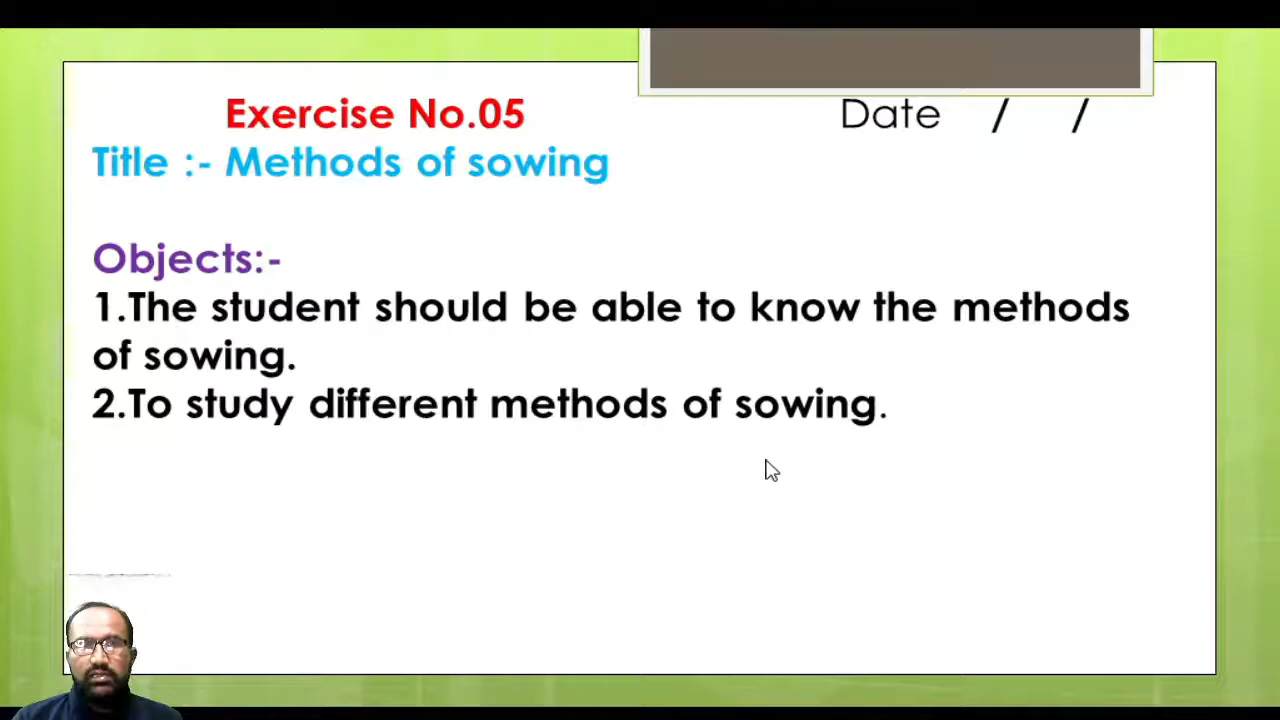 Exercise No.05 Date / /
Title :- Methods of sowing
Objects:-
1.The student should be able to know the methods
of sowing.
2.To study different methods of sowing.